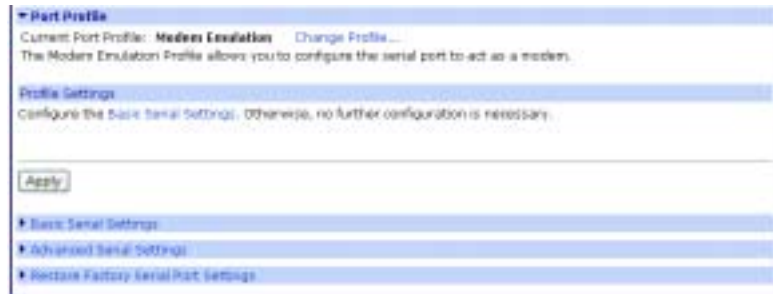 Port Profile
Current Port Profile: Modem Emulation Change Profile...
The Modem Emulation Profile allows you to configure the serial port to act as a modem.
Profile Settings
Configure the Basic Serial Settings. Otherwise, no further configuration is necessary.
Apply
Basic Serial Settings
Advanced Serial Settings
Restore Factory Serial Port Settings